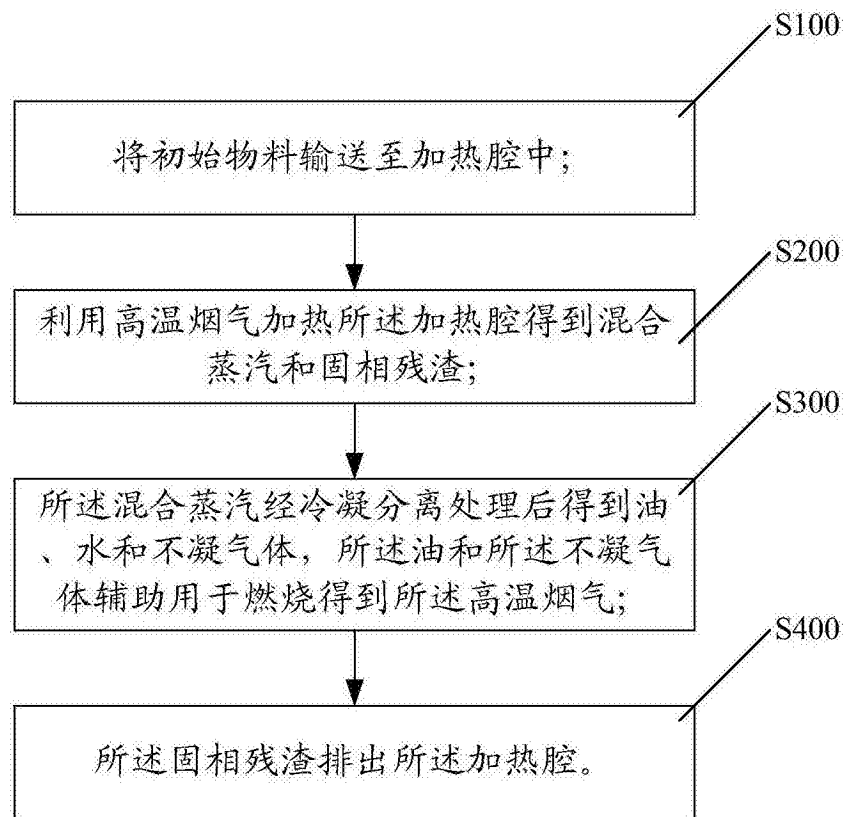 S100
将初始物料输送至加热腔中；
S200
利用高温烟气加热所述加热腔得到混合
蒸汽和固相残渣；
S300
所述混合蒸汽经冷凝分离处理后得到油
、水和不凝气体，所述油和所述不凝气
体辅助用于燃烧得到所述高温烟气；
S400
所述固相残渣排出所述加热腔。